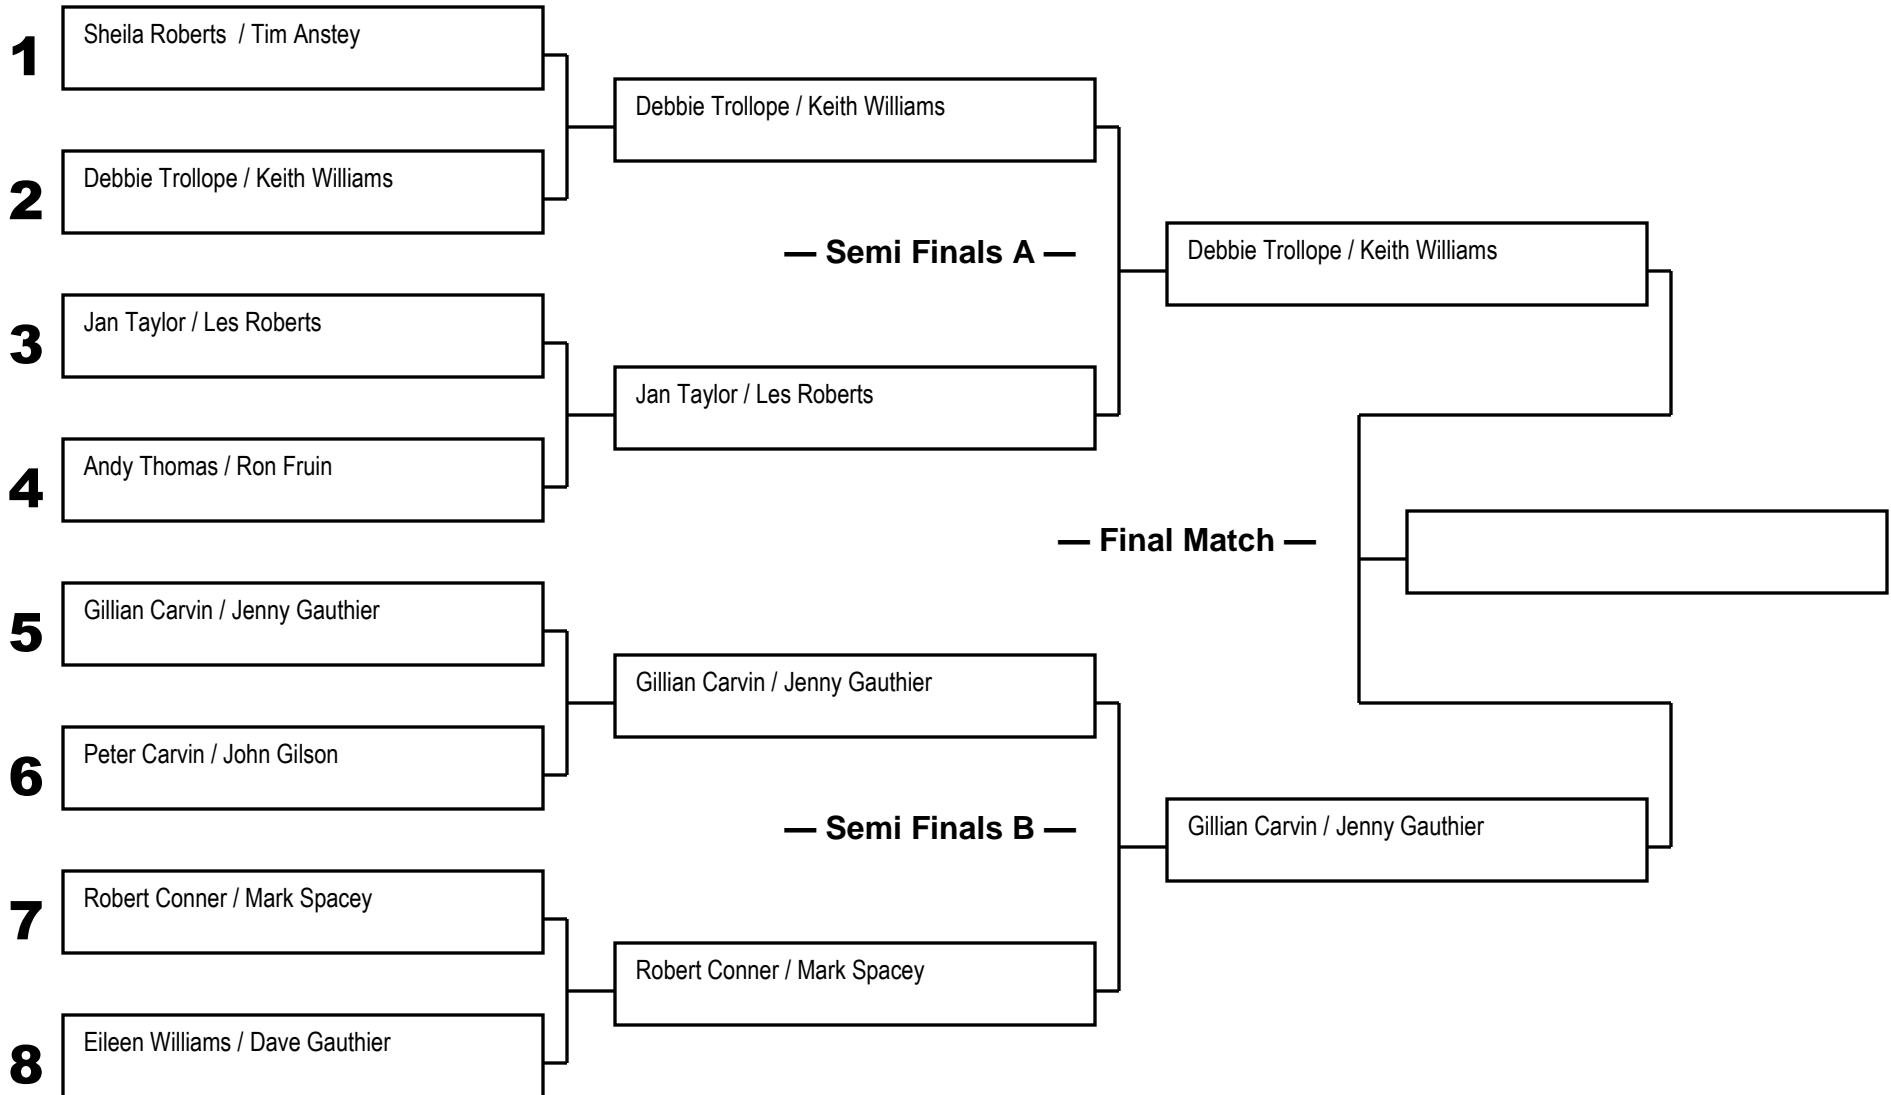 1
Sheila Roberts / Tim Anstey
2
Debbie Trollope / Keith Williams
3
Jan Taylor / Les Roberts
4
Andy Thomas / Ron Fruin
5
Gillian Carvin / Jenny Gauthier
6
Peter Carvin / John Gilson
7
Robert Conner / Mark Spacey
8
Eileen Williams / Dave Gauthier
Debbie Trollope / Keith Williams
— Semi Finals A —
Jan Taylor / Les Roberts
Gillian Carvin / Jenny Gauthier
— Semi Finals B —
Robert Conner / Mark Spacey
Debbie Trollope / Keith Williams
— Final Match —
Gillian Carvin / Jenny Gauthier